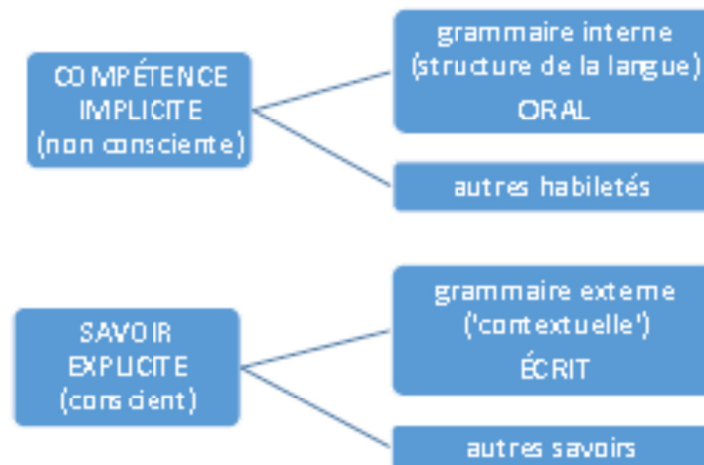 COMPÉTENCE
IMPLICITE
(non consciente)
grammaire interne
(structure de la langue)
ORAL
autres habiletés
SAVOIR
EXPLICITE
(conscient)
grammaire externe
('contextuelle')
ÉCRIT
autres savoirs